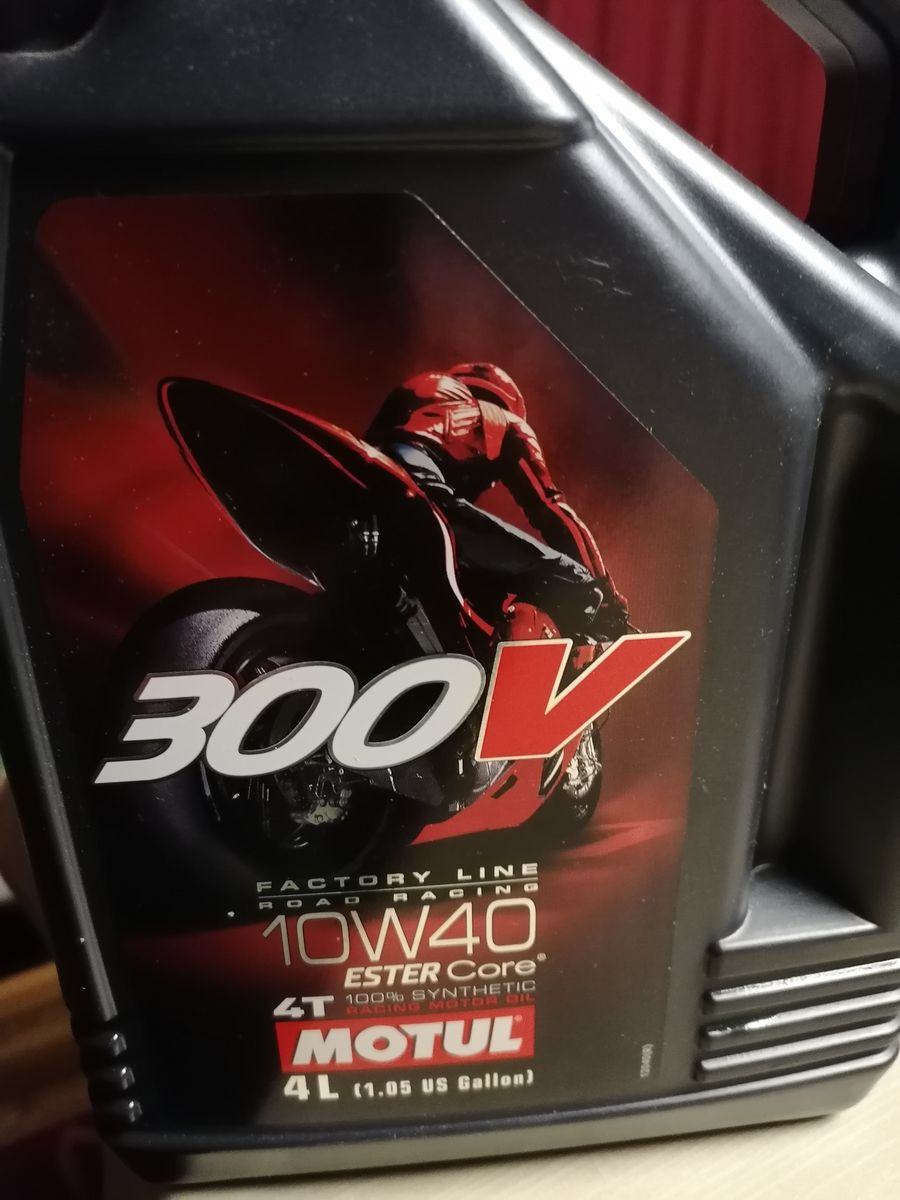 300V
FACTORY LINE
ROAD RACING
10W40
ESTER Core®
4T 100% SYNTHETIC
RACING MOTOR OIL
MOTUL®
4L (1.05 US Gallon)